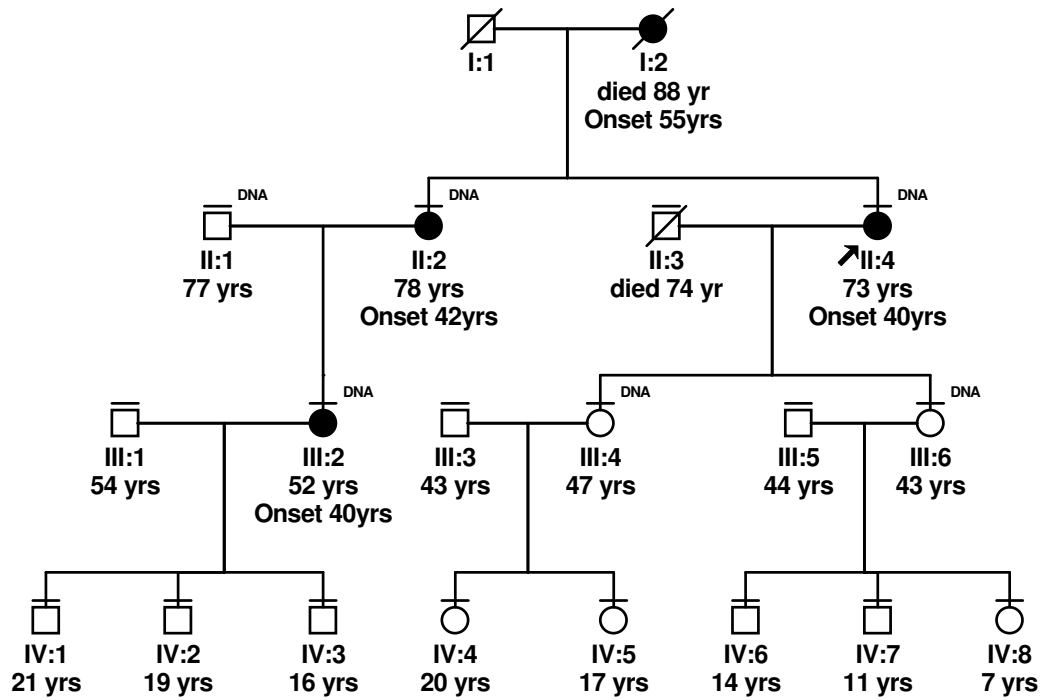 I:1
I:2
died 88 yr
Onset 55yrs
DNA
DNA
DNA
II:1
II:2
II:3
II:4
77 yrs
78 yrs
died 74 yr
73 yrs
Onset 42yrs
Onset 40yrs
DNA
DNA
DNA
III:1
III:2
III:3
III:4
III:5
III:6
54 yrs
52 yrs
43 yrs
47 yrs
44 yrs
43 yrs
Onset 40yrs
IV:1
IV:2
IV:3
IV:4
IV:5
IV:6
IV:7
IV:8
21 yrs
19 yrs
16 yrs
20 yrs
17 yrs
14 yrs
11 yrs
7 yrs